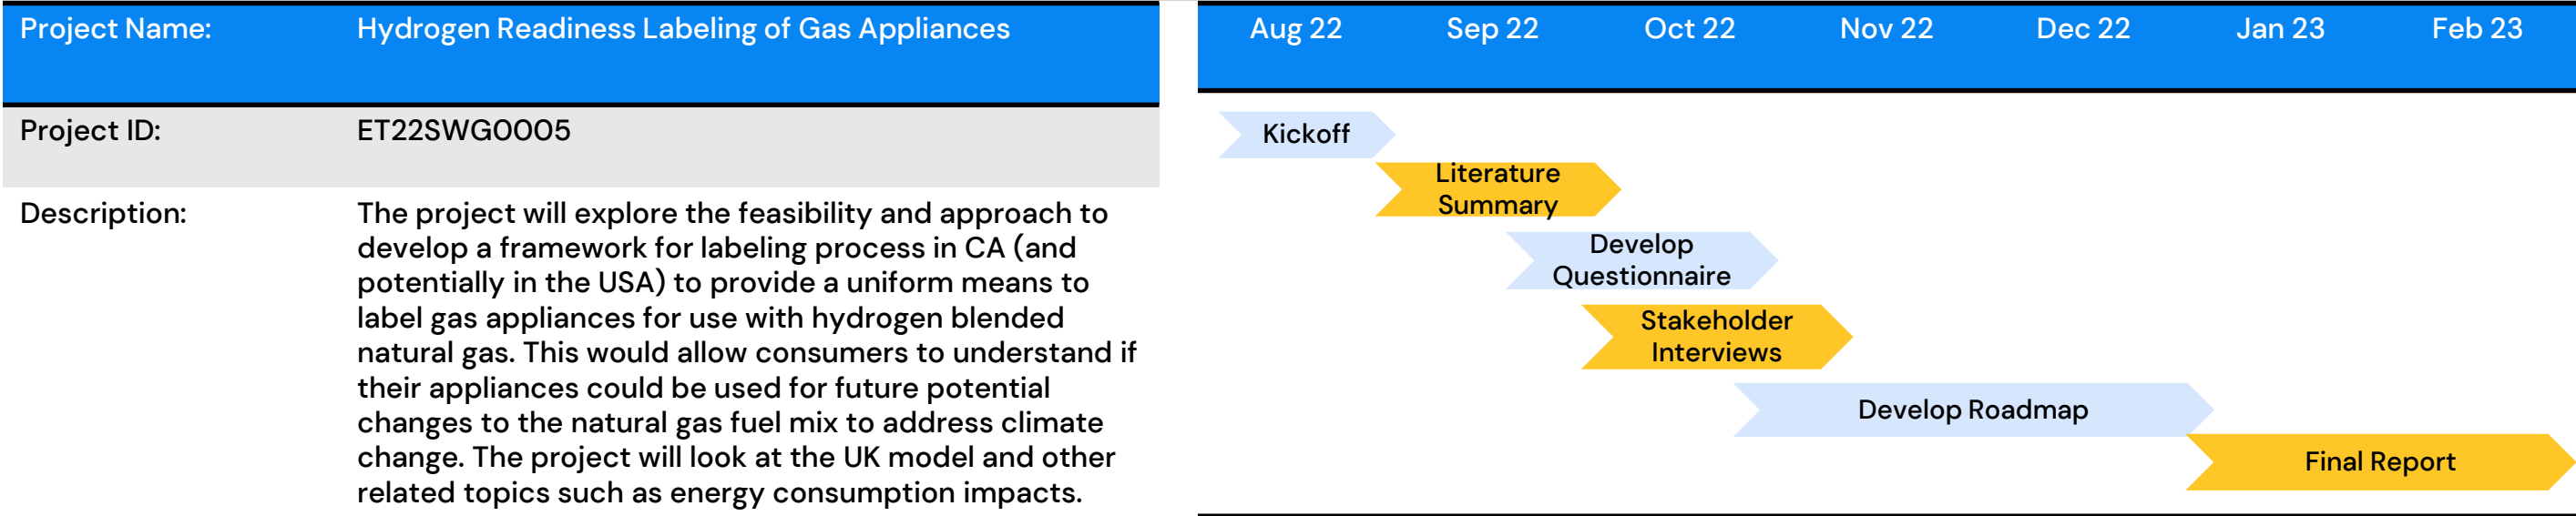 Project Name: Hydrogen Readiness Labeling of Gas Appliances
Project ID: ET22SWG0005
Description: The project will explore the feasibility and approach to
develop a framework for labeling process in CA (and
potentially in the USA) to provide a uniform means to
label gas appliances for use with hydrogen blended
natural gas. This would allow consumers to understand if
their appliances could be used for future potential
changes to the natural gas fuel mix to address climate
change. The project will look at the UK model and other
related topics such as energy consumption impacts.
Aug 22 Sep 22 Oct 22 Nov 22 Dec 22 Jan 23 Feb 23
Kickoff
Literature
Summary
Develop
Questionnaire
Stakeholder
Interviews
Develop Roadmap
Final Report